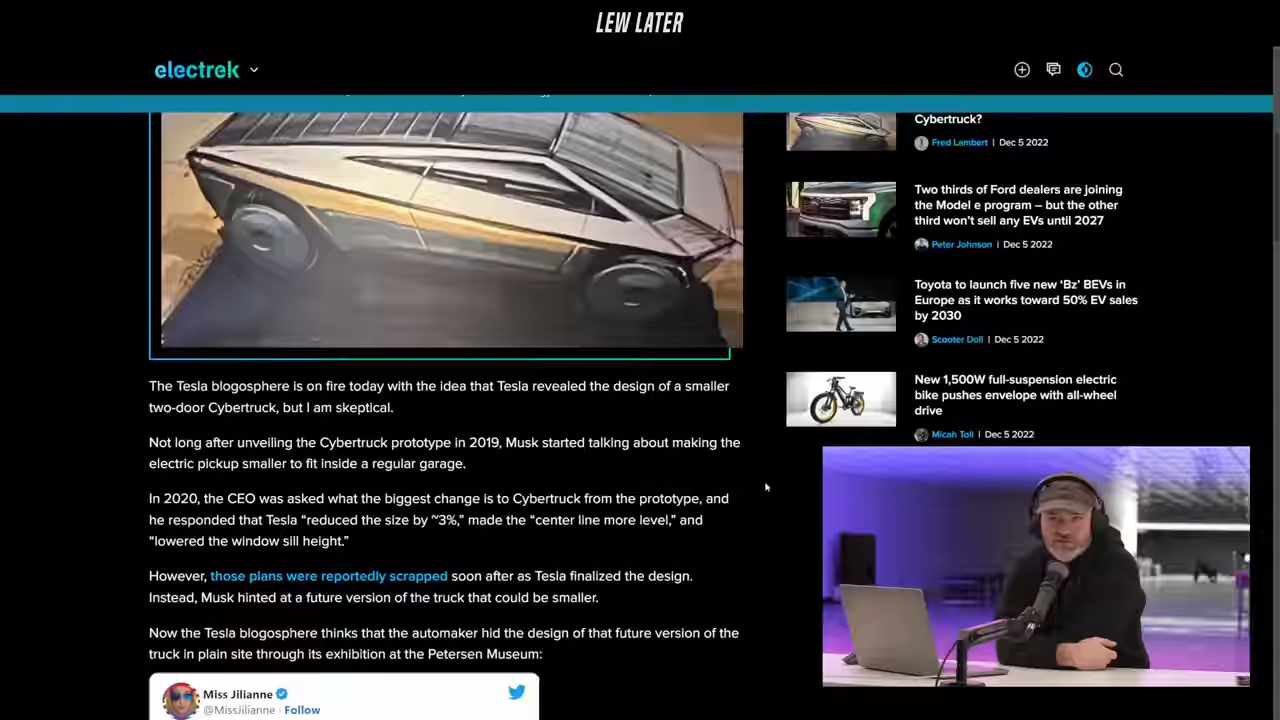 LEW LATER
electrek
Cybertruck?
Fred Lambert | Dec 5 2022
Two thirds of Ford dealers are joining
the Model e program – but the other
third won't sell any EVs until 2027
Peter Johnson | Dec 5 2022
Toyota to launch five new ‘Bz’ BEVs in
Europe as it works toward 50% EV sales
by 2030
Scooter Doll | Dec 5 2022
New 1,500W full-suspension electric
bike pushes envelope with all-wheel
drive
Micah Toll | Dec 5 2022
The Tesla blogosphere is on fire today with the idea that Tesla revealed the design of a smaller
two-door Cybertruck, but I am skeptical.
Not long after unveiling the Cybertruck prototype in 2019, Musk started talking about making the
electric pickup smaller to fit inside a regular garage.
In 2020, the CEO was asked what the biggest change is to Cybertruck from the prototype, and
he responded that Tesla “reduced the size by ~3%,” made the “center line more level,” and
“lowered the window sill height.”
However, those plans were reportedly scrapped soon after as Tesla finalized the design.
Instead, Musk hinted at a future version of the truck that could be smaller.
Now the Tesla blogosphere thinks that the automaker hid the design of that future version of the
truck in plain site through its exhibition at the Petersen Museum:
Miss Jilianne
@MissJilianne · Follow